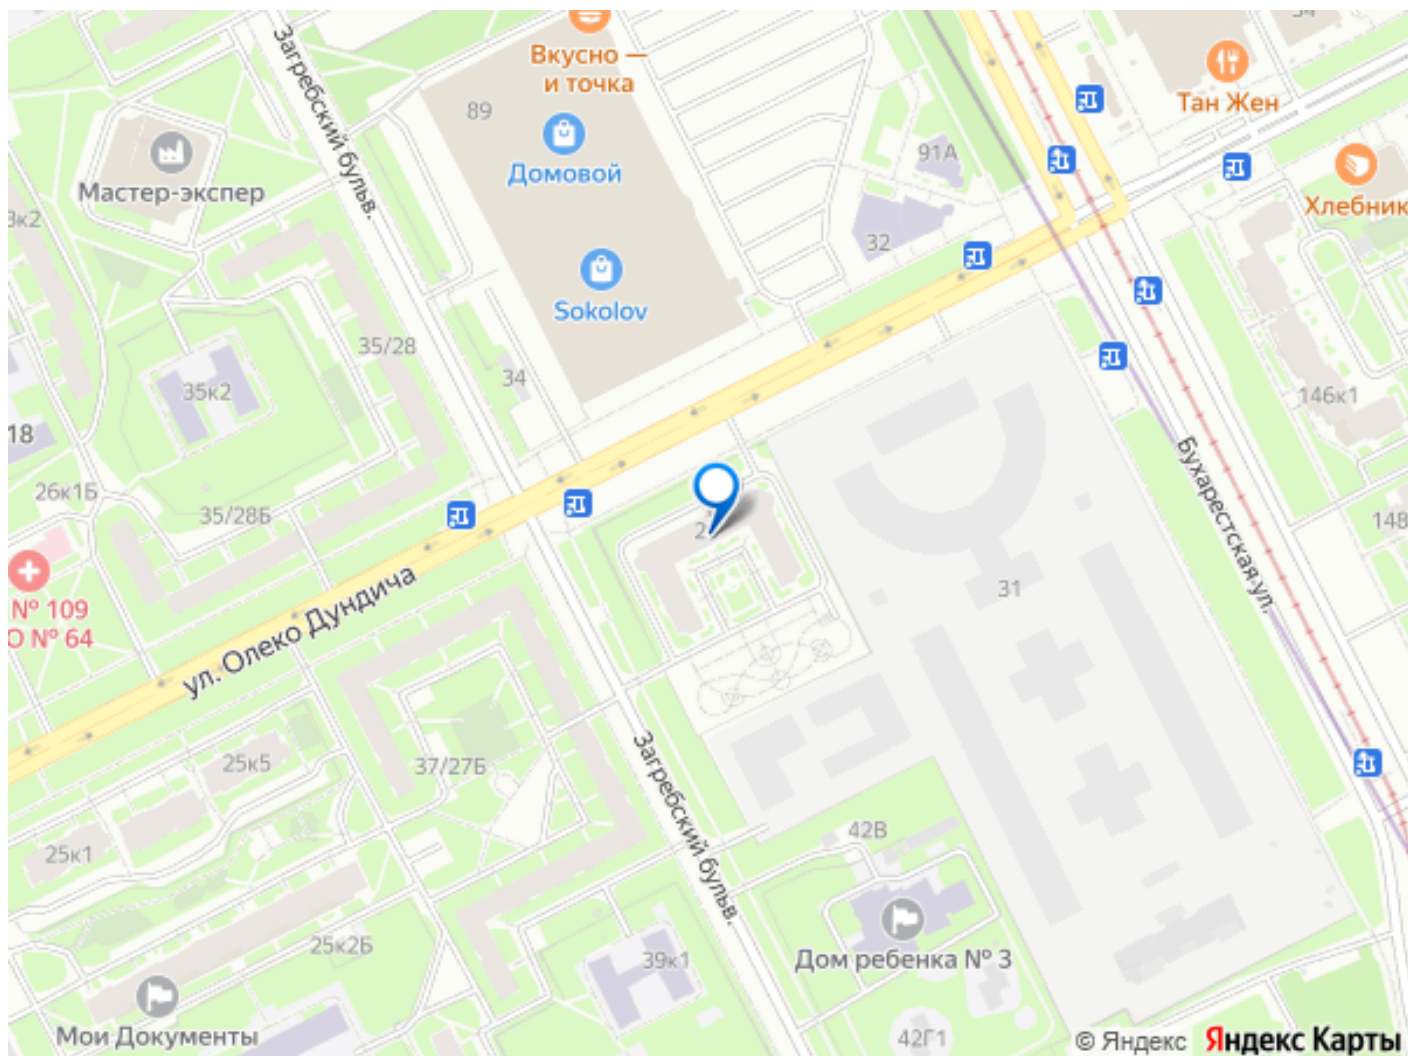 Загребский бульв.
Вкусно —
и точка
89
Домовой
Тан Жен
91А
Мастер-экспер
Хлебник
3к2
32
Sokolov
35/28
34
35к2
146к1
18
26к1Б
35/28Б
Бухарестская ул.
148
31
№ 109
О № 64
ул. Олеко Дундича
25к5
37/27Б
Загребский бульв.
42В
25к1
25к2Б
39к1
Дом ребенка № 3
Мои Документы
42Г1
© Яндекс Яндекс Карты